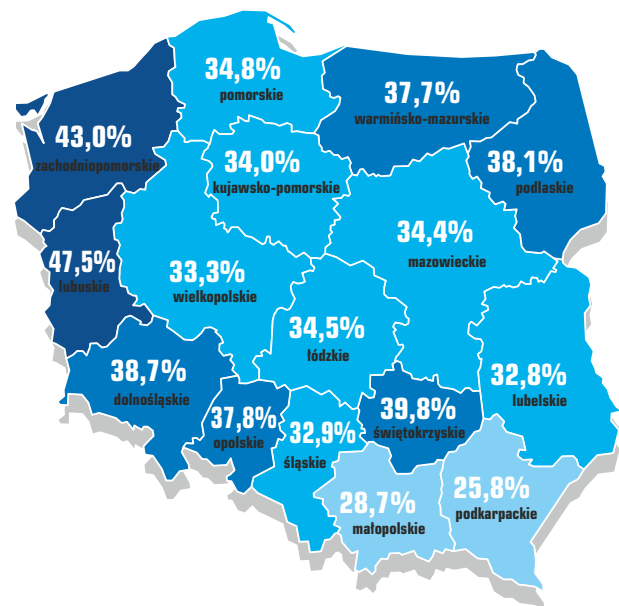 34,8%
pomorskie
37,7%
warmińsko-mazurskie
43,0%
zachodniopomorskie
34,0%
kujawsko-pomorskie
38,1%
podlaskie
34,4%
mazowieckie
47,5%
lubuskie
33,3%
wielkopolskie
34,5%
łódzkie
38,7%
dolnośląskie
32,8%
lubelskie
37,8%
opolskie
32,9%
śląskie
39,8%
świętokrzyskie
28,7%
małopolskie
25,8%
podkarpackie